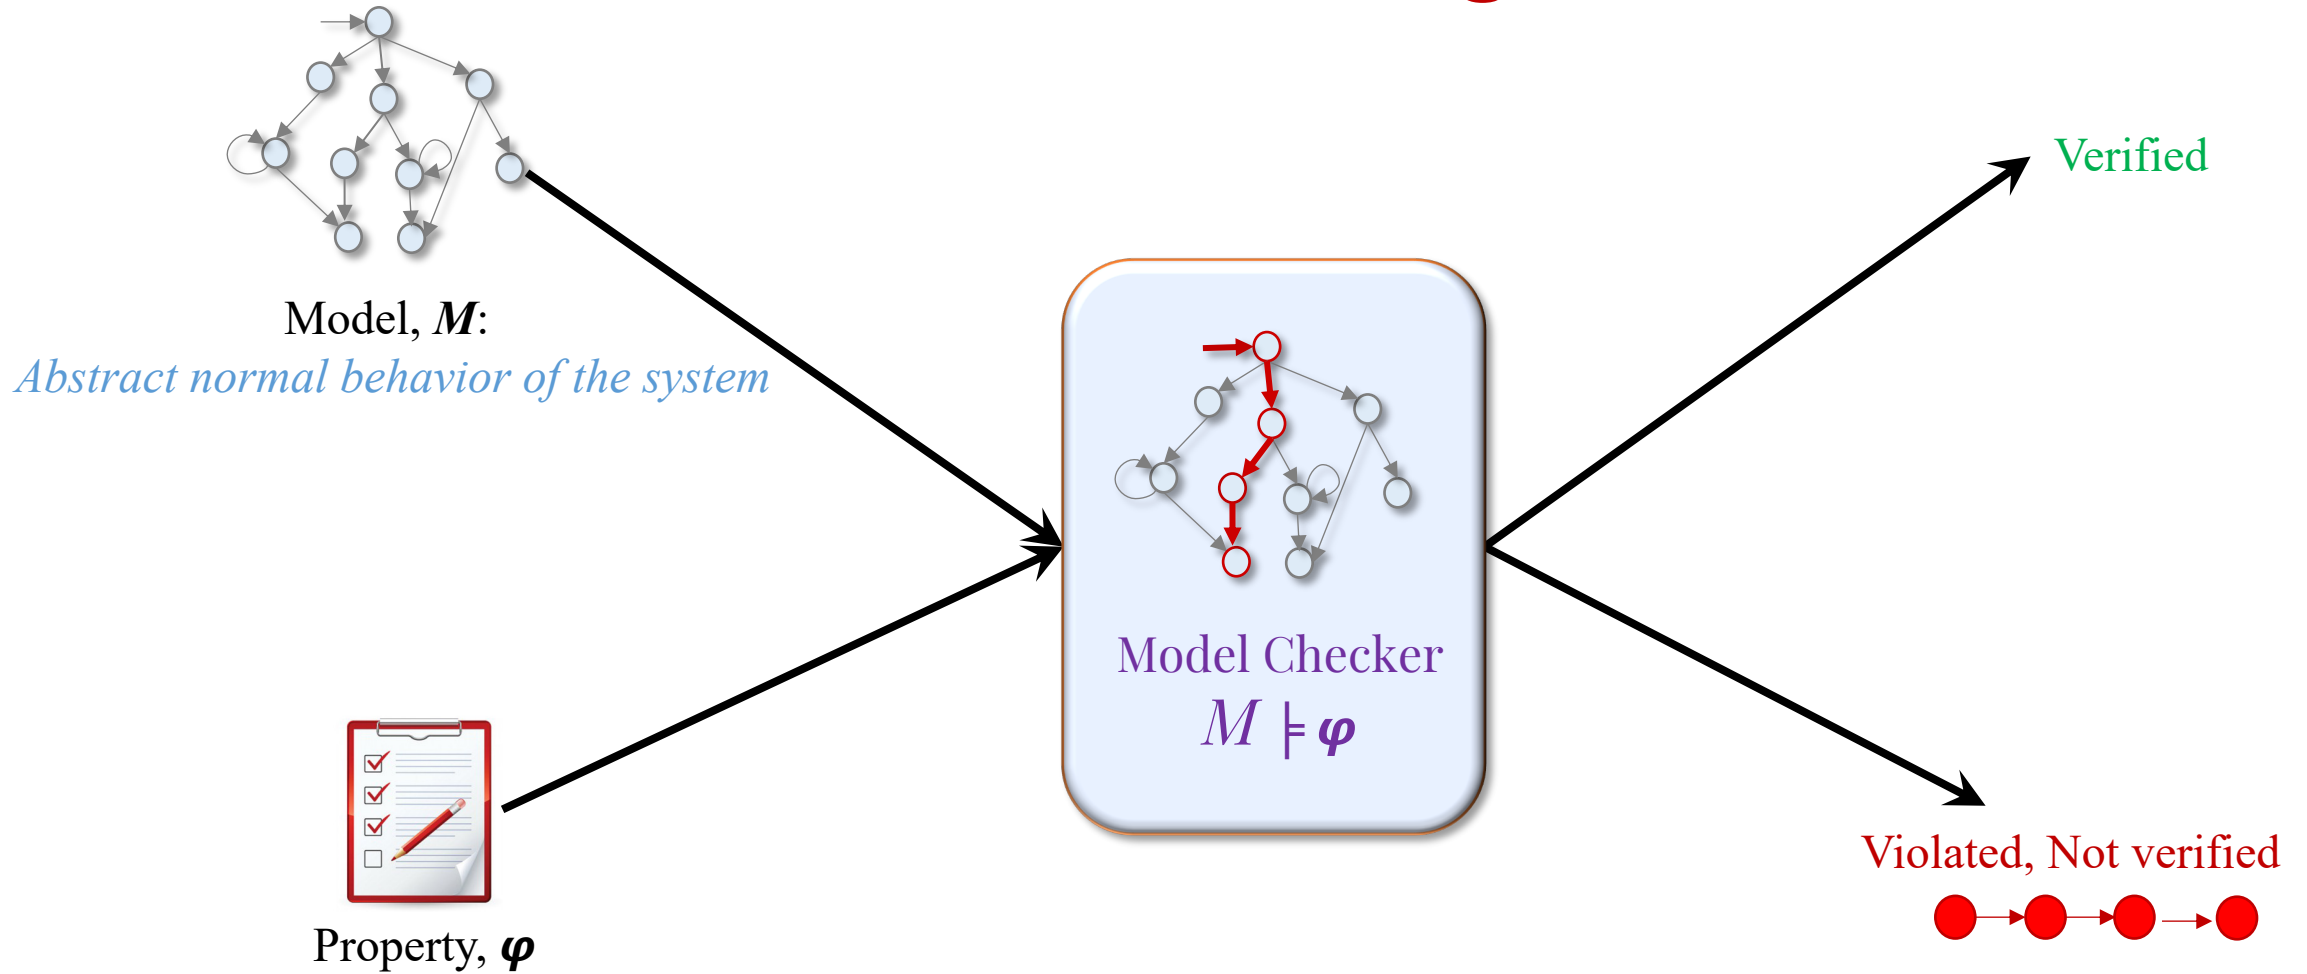 Model, M:
Abstract normal behavior of the system
Verified
Model Checker
M ⊧ φ
Violated, Not verified
Property, φ